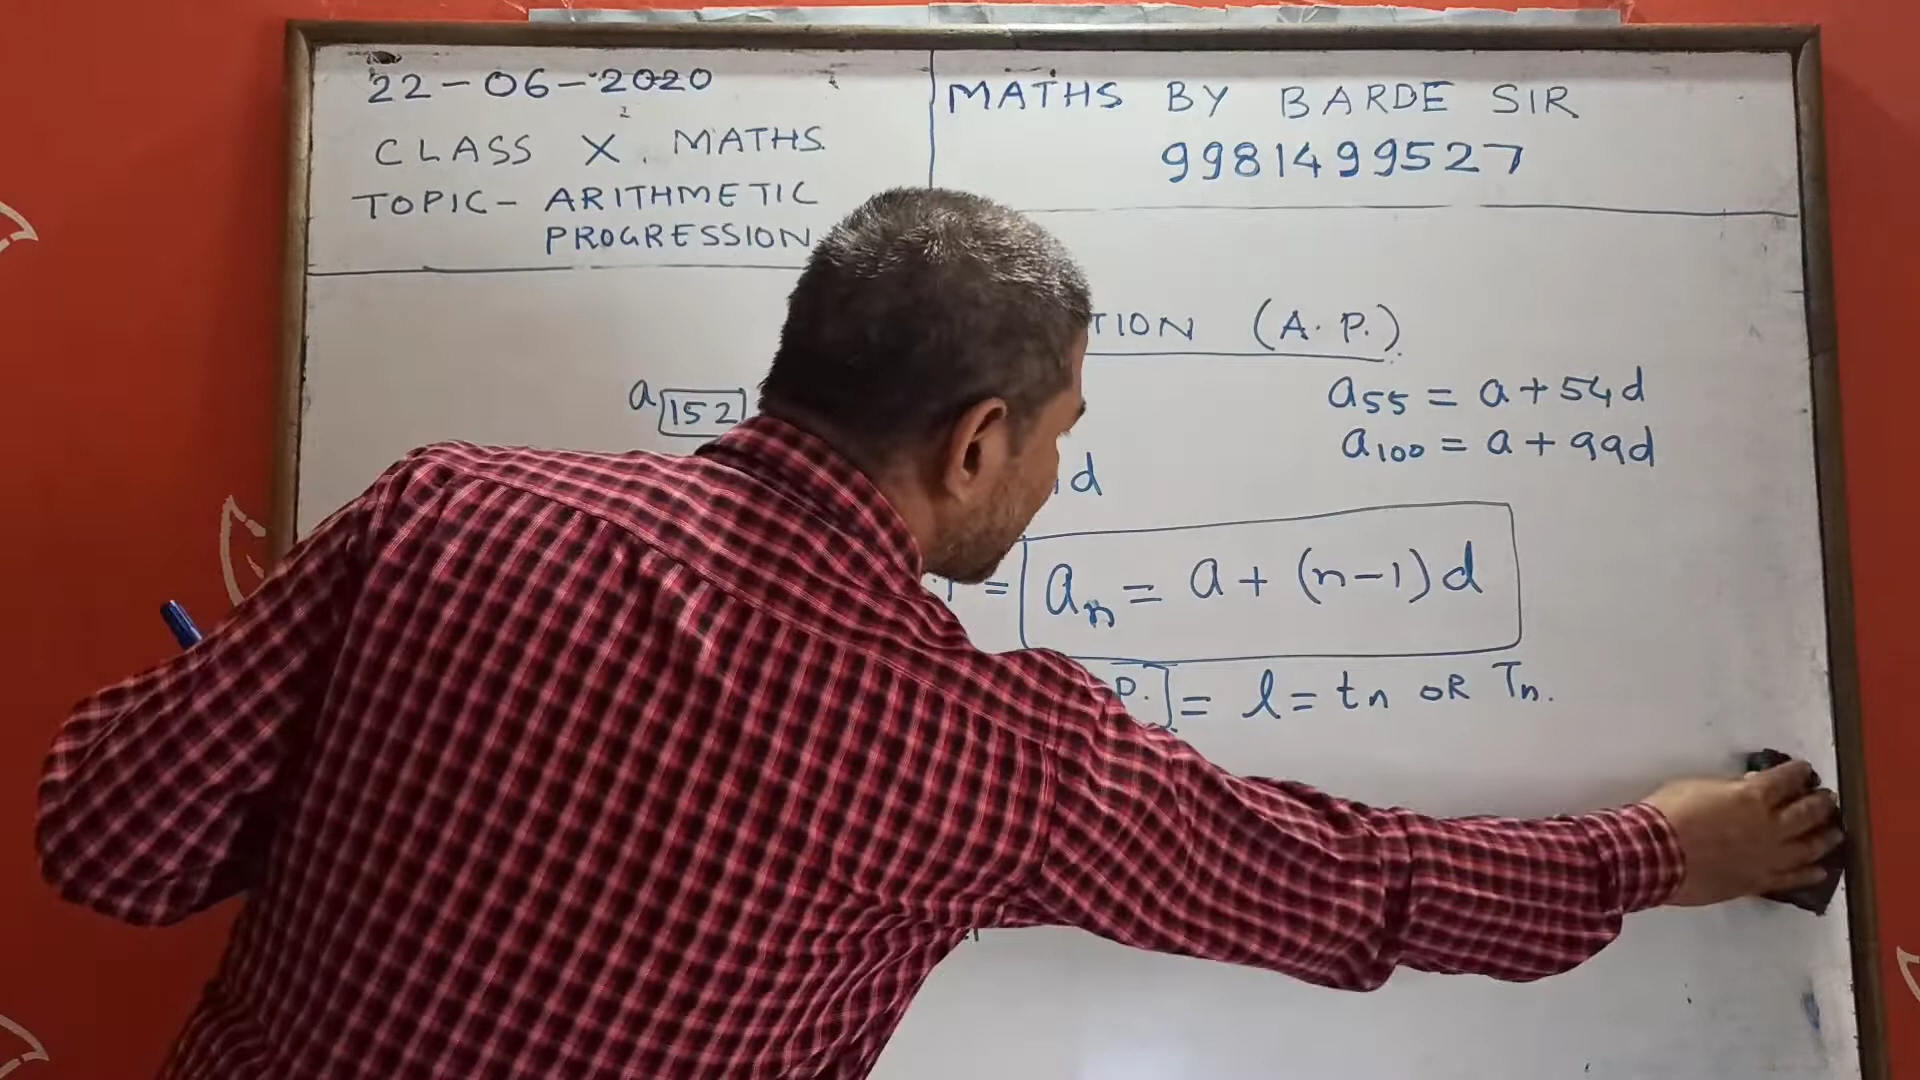 22-06-2020
CLASS X. MATHS
TOPIC- ARITHMETIC
PROGRESSION
MATHS BY BARDE SIR
9981499527
TION (A. P.)
a₅₅ = a + 54d
a₁₀₀ = a + 99d
a 152
d
= aₙ = a + (n-1)d
P. = l = tₙ OR Tₙ.